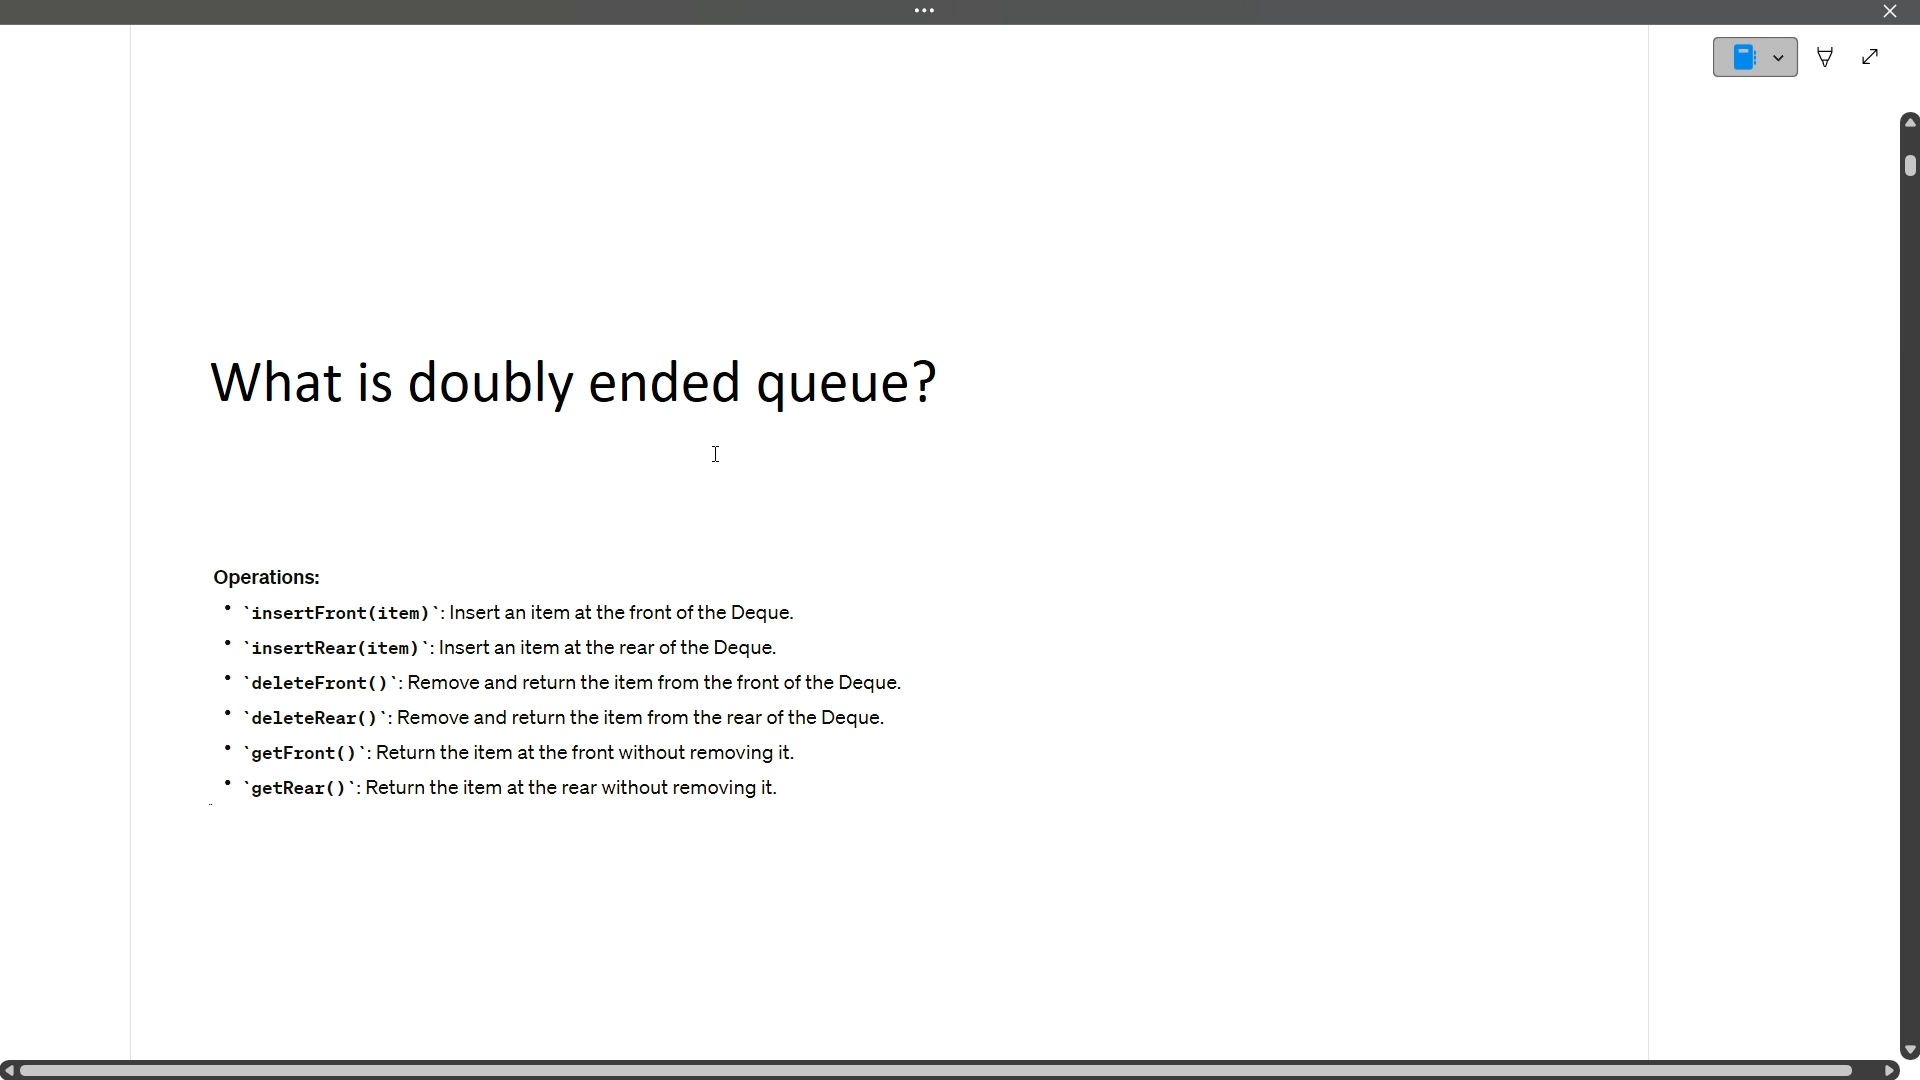 What is doubly ended queue?
Operations:
• `insertFront(item)`: Insert an item at the front of the Deque.
• `insertRear(item)`: Insert an item at the rear of the Deque.
• `deleteFront()`: Remove and return the item from the front of the Deque.
• `deleteRear()`: Remove and return the item from the rear of the Deque.
• `getFront()`: Return the item at the front without removing it.
• `getRear()`: Return the item at the rear without removing it.